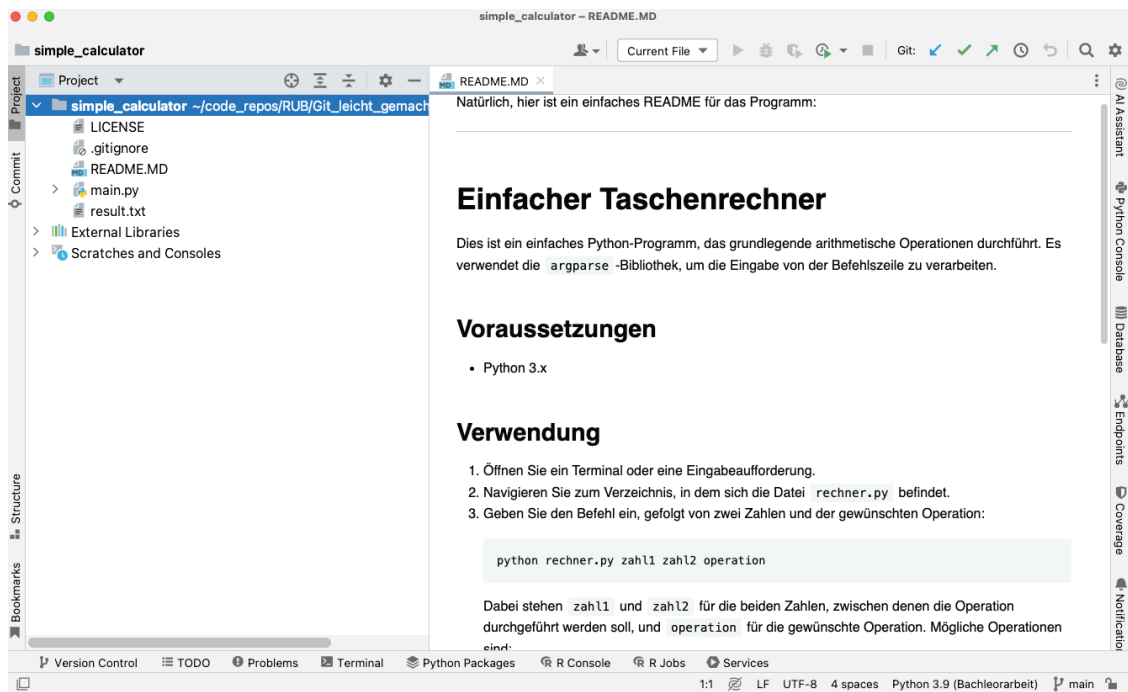 simple_calculator – README.MD
simple_calculator
Current File
Git:
Project
Commit
Structure
Bookmarks
Project
simple_calculator ~/code_repos/RUB/Git_leicht_gemach
LICENSE
.gitignore
README.MD
main.py
result.txt
External Libraries
Scratches and Consoles
README.MD
Natürlich, hier ist ein einfaches README für das Programm:
Einfacher Taschenrechner
Dies ist ein einfaches Python-Programm, das grundlegende arithmetische Operationen durchführt. Es
verwendet die argparse -Bibliothek, um die Eingabe von der Befehlszeile zu verarbeiten.
Voraussetzungen
• Python 3.x
Verwendung
1. Öffnen Sie ein Terminal oder eine Eingabeaufforderung.
2. Navigieren Sie zum Verzeichnis, in dem sich die Datei rechner.py befindet.
3. Geben Sie den Befehl ein, gefolgt von zwei Zahlen und der gewünschten Operation:
python rechner.py zahl1 zahl2 operation
Dabei stehen zahl1 und zahl2 für die beiden Zahlen, zwischen denen die Operation
durchgeführt werden soll, und operation für die gewünschte Operation. Mögliche Operationen
sind:
AI Assistant
Python Console
Database
Endpoints
Coverage
Notificatio
Version Control
TODO
Problems
Terminal
Python Packages
R Console
R Jobs
Services
1:1
LF
UTF-8
4 spaces
Python 3.9 (Bachleorarbeit)
main